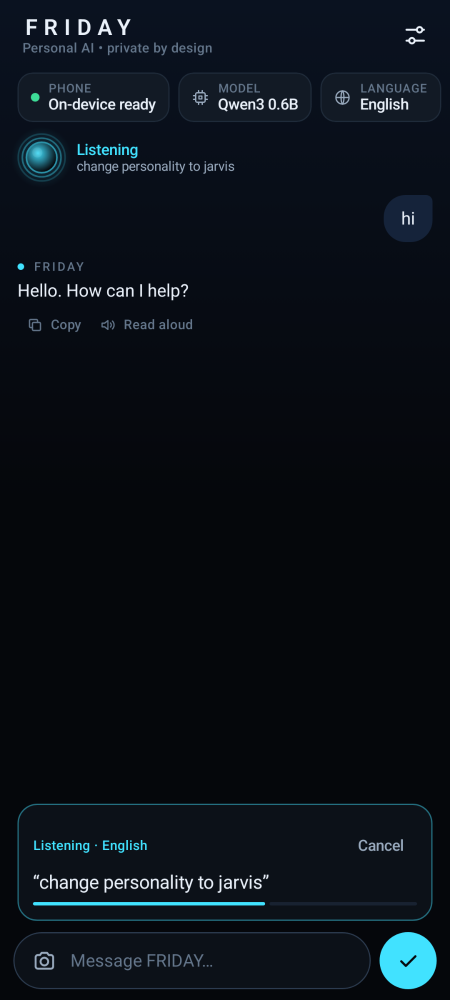 FRIDAY
Personal AI • private by design
PHONE
On-device ready
MODEL
Qwen3 0.6B
LANGUAGE
English
Listening
change personality to jarvis
hi
FRIDAY
Hello. How can I help?
Copy
Read aloud
Listening · English
Cancel
“change personality to jarvis”
Message FRIDAY...